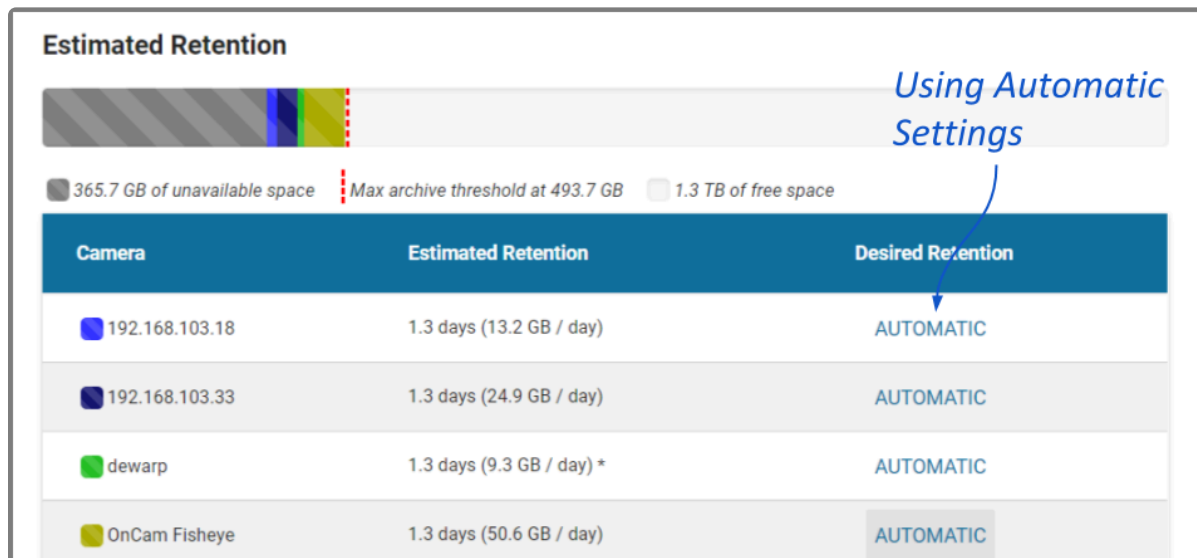 Estimated Retention
Using Automatic
Settings
365.7 GB of unavailable space Max archive threshold at 493.7 GB 1.3 TB of free space
Camera Estimated Retention Desired Retention
192.168.103.18 1.3 days (13.2 GB / day) AUTOMATIC
192.168.103.33 1.3 days (24.9 GB / day) AUTOMATIC
dewarp 1.3 days (9.3 GB / day) * AUTOMATIC
OnCam Fisheye 1.3 days (50.6 GB / day) AUTOMATIC